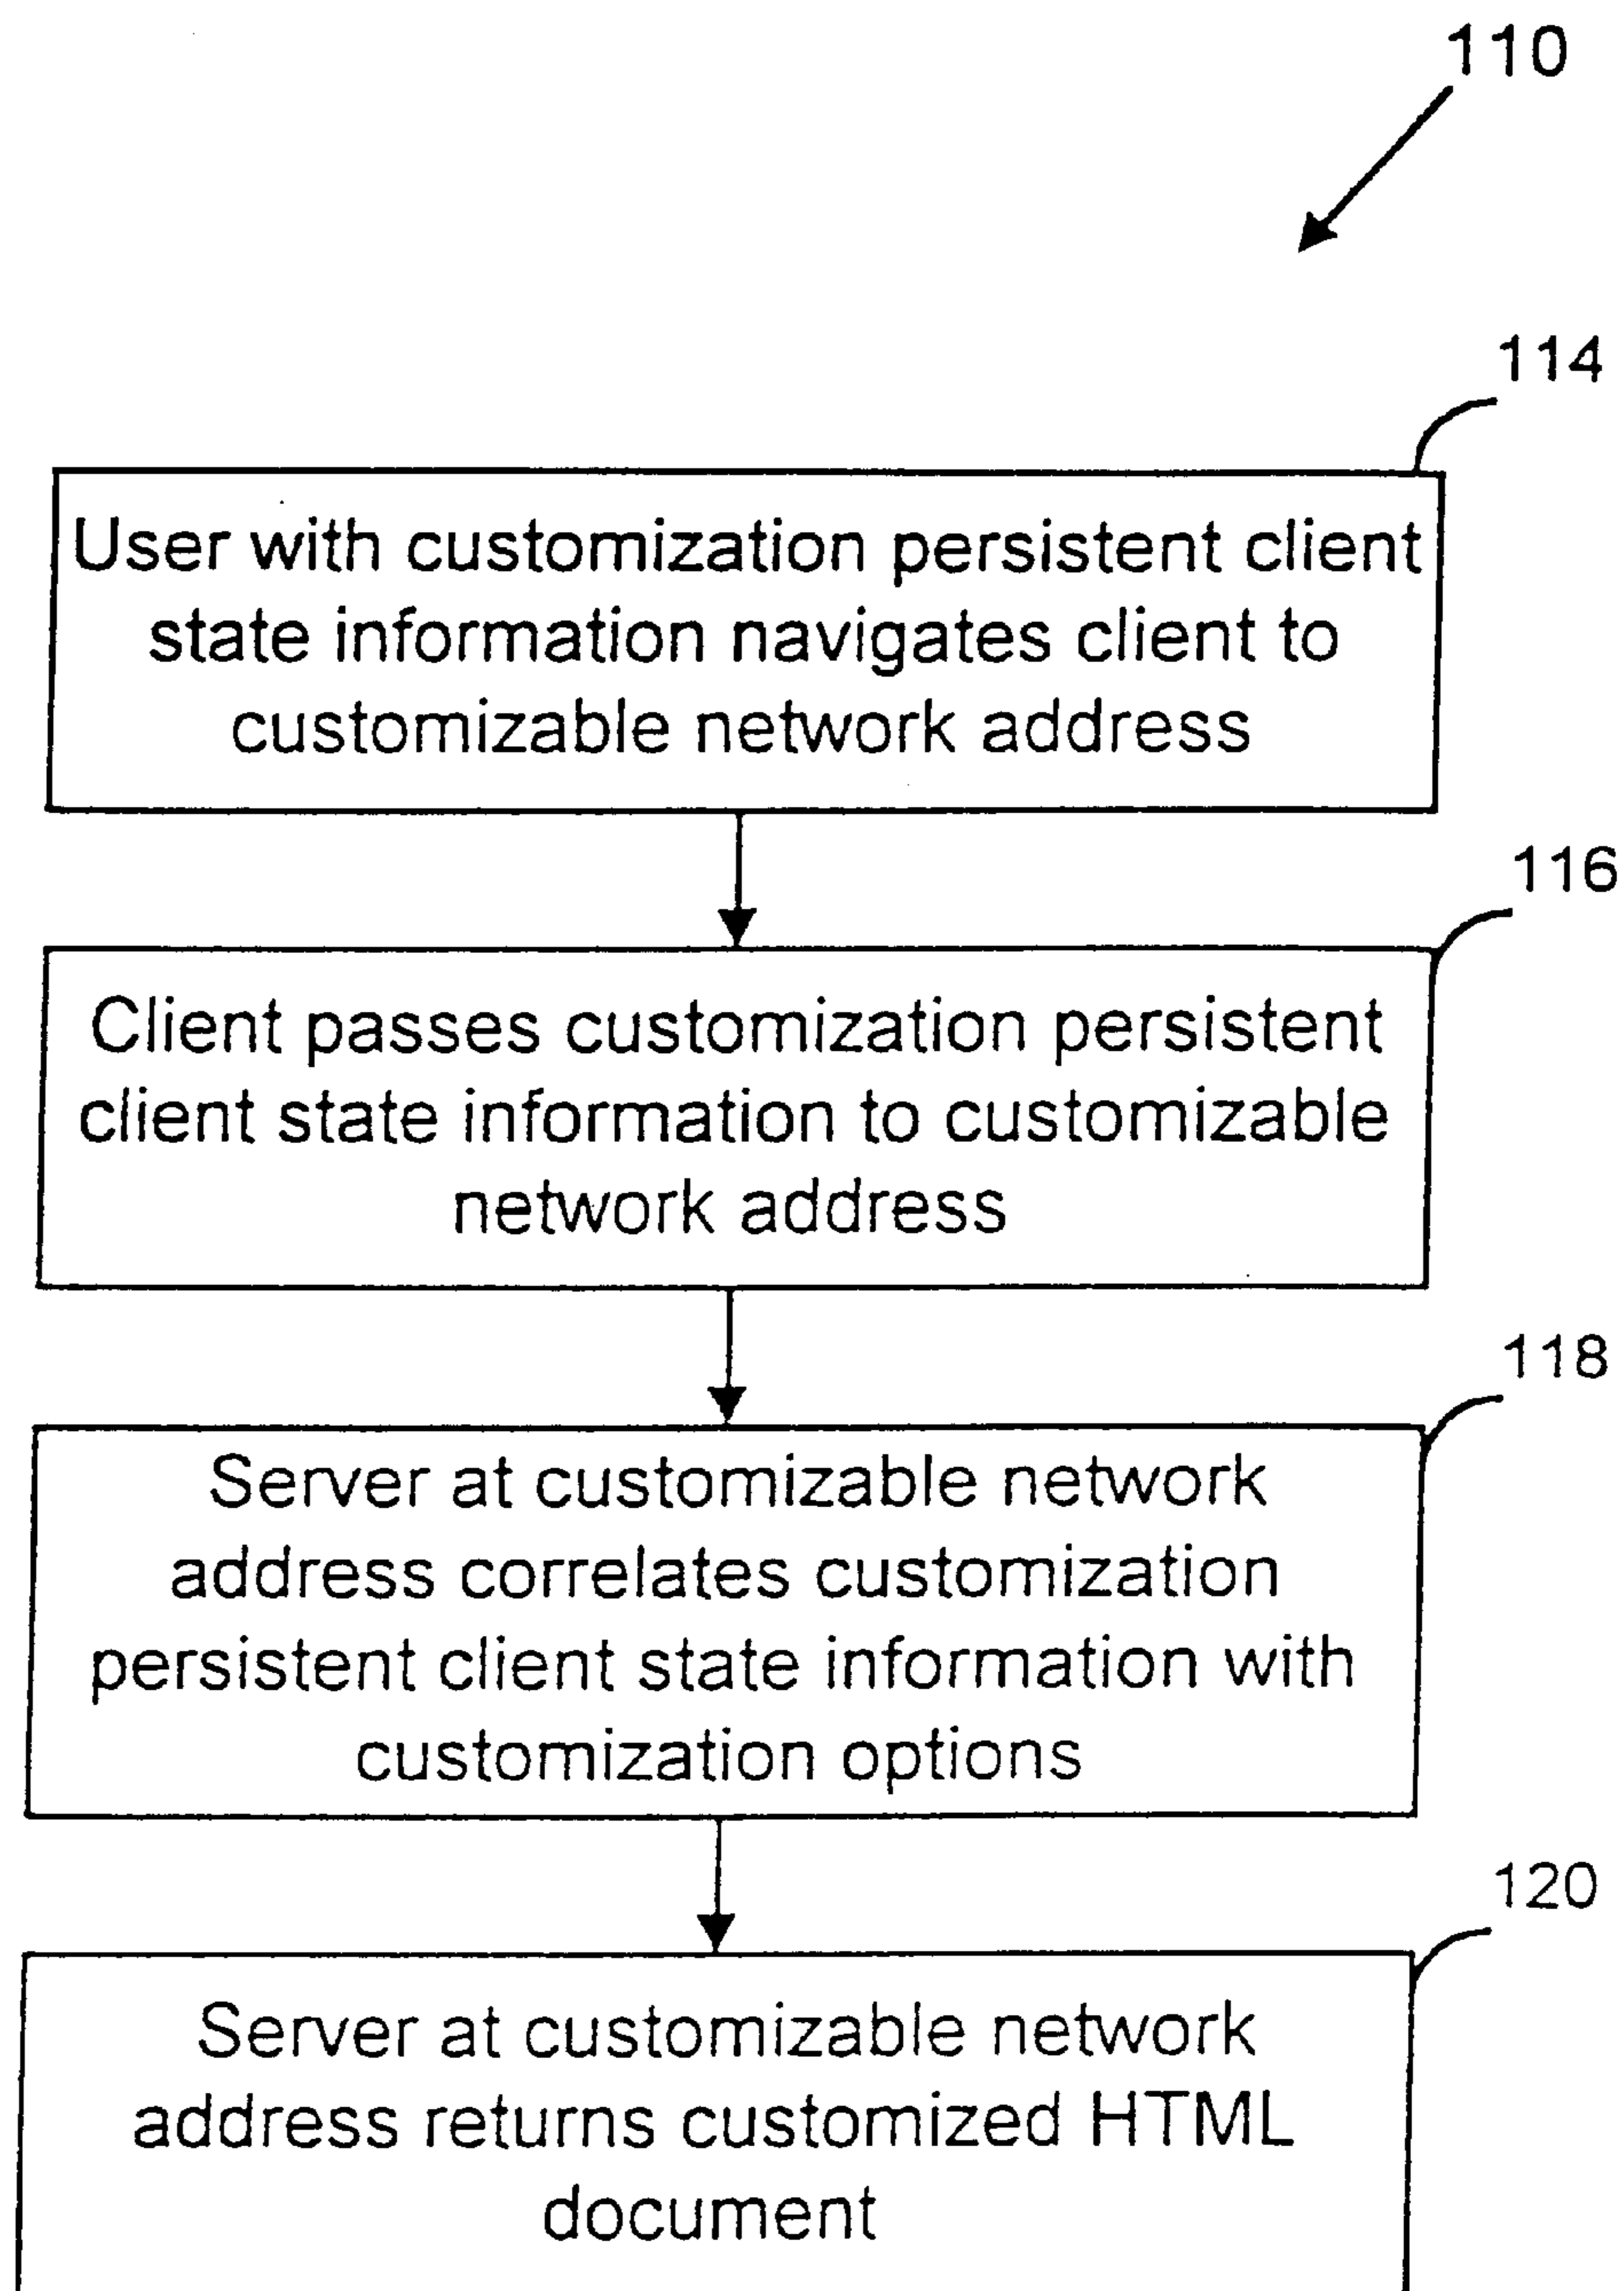 110
114
User with customization persistent client
state information navigates client to
customizable network address
116
Client passes customization persistent
client state information to customizable
network address
118
Server at customizable network
address correlates customization
persistent client state information with
customization options
120
Server at customizable network
address returns customized HTML
document